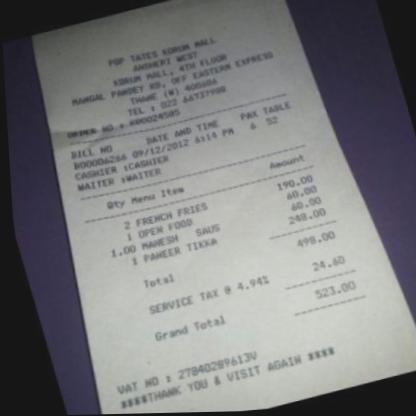 POP TATES KORUM MALL
ANDHERI WEST
KORUM MALL, 4TH FLOOR
MANGAL PANDEY RD, OFF EASTERN EXPRESS
THANE (W) 400606
TEL : 022 66737980
ORDER NO : K00024505
BILL NO DATE AND TIME PAX TABLE
R00006266 09/12/2012 6:14 PM 6 52
CASHIER :CASHIER
WAITER :WAITER
Qty Menu Item Amount
2 FRENCH FRIES 190.00
1 OPEN FOOD 60.00
1.00 MAHESH SAUS 60.00
1 PANEER TIKKA 248.00
Total 498.00
SERVICE TAX @ 4.94% 24.60
Grand Total 523.00
VAT NO : 27840289613V
####THANK YOU & VISIT AGAIN ####